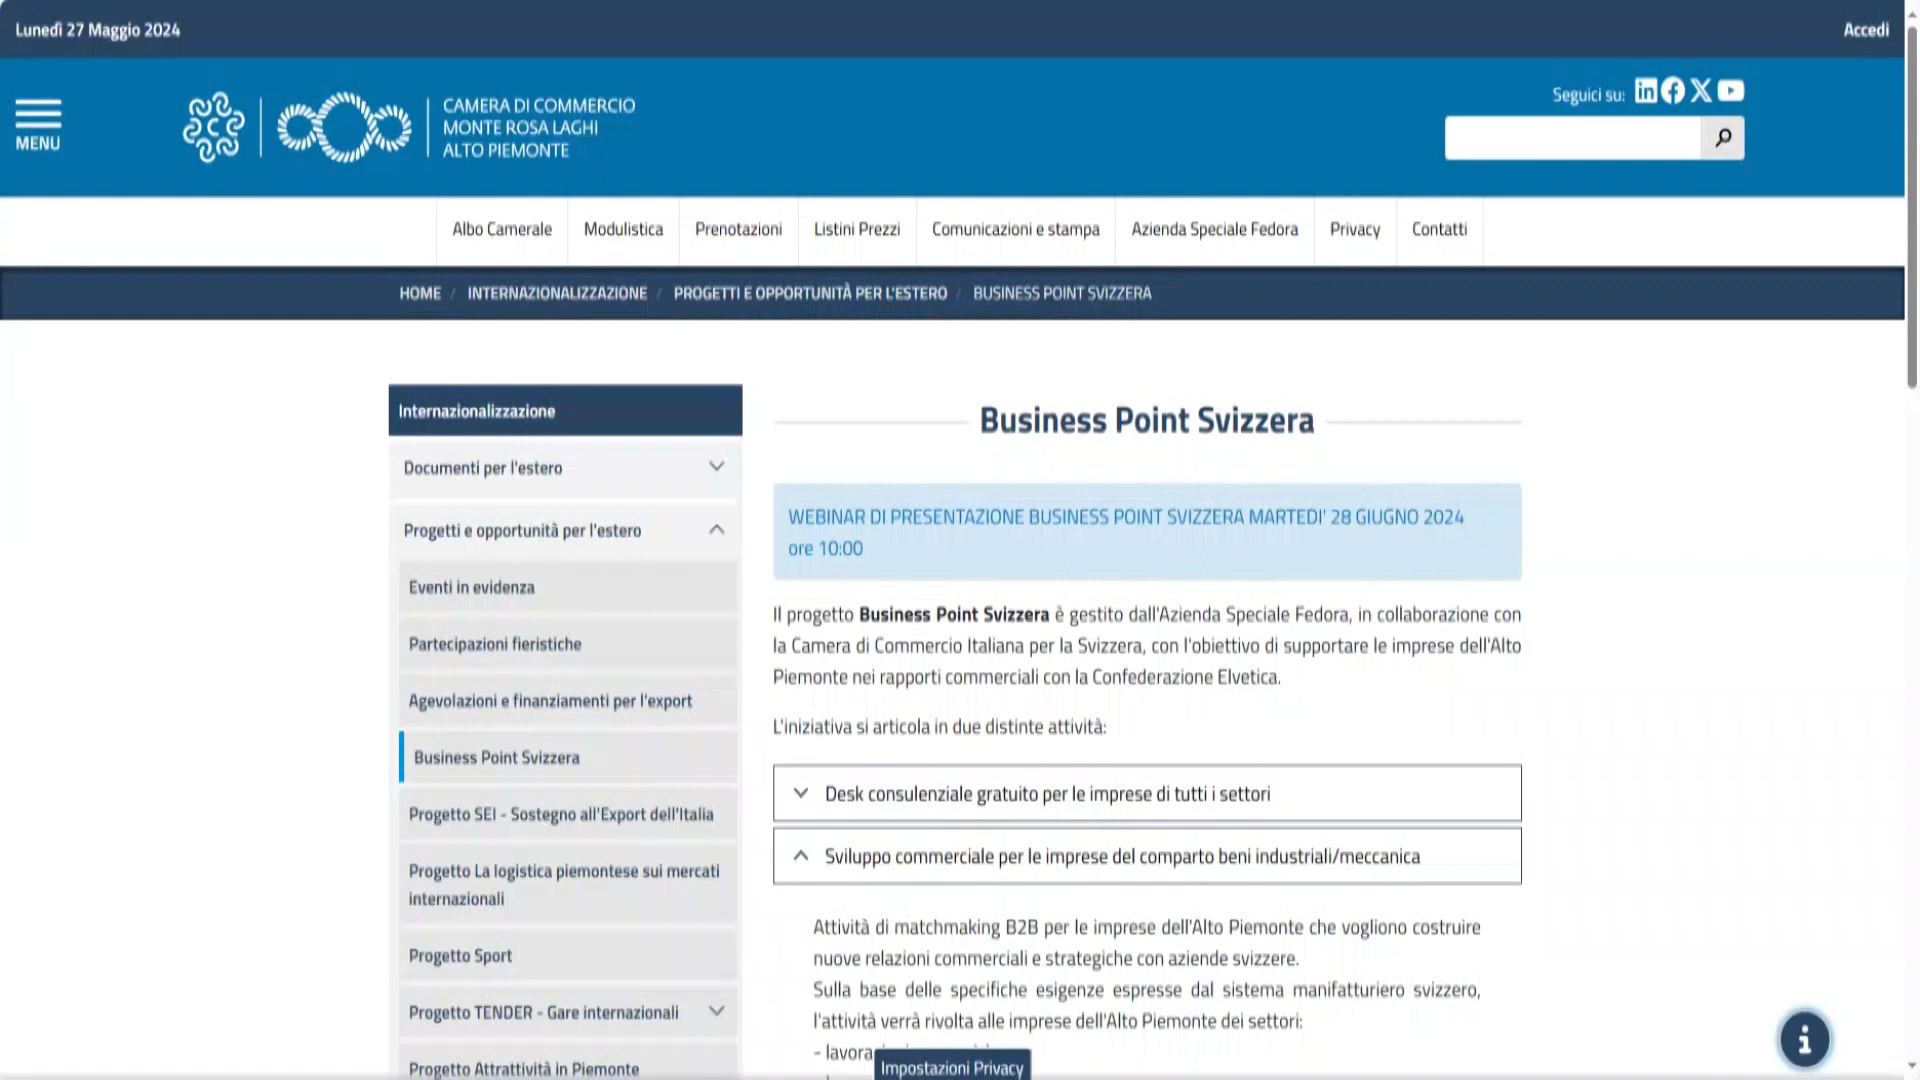 Lunedì 27 Maggio 2024
Accedi
MENU
CAMERA DI COMMERCIO
MONTE ROSA LAGHI
ALTO PIEMONTE
Seguici su:
Albo Camerale
Modulistica
Prenotazioni
Listini Prezzi
Comunicazioni e stampa
Azienda Speciale Fedora
Privacy
Contatti
HOME / INTERNAZIONALIZZAZIONE / PROGETTI E OPPORTUNITÀ PER L'ESTERO / BUSINESS POINT SVIZZERA
Internazionalizzazione
Documenti per l'estero
Progetti e opportunità per l'estero
Eventi in evidenza
Partecipazioni fieristiche
Agevolazioni e finanziamenti per l'export
Business Point Svizzera
Progetto SEI - Sostegno all'Export dell'Italia
Progetto La logistica piemontese sui mercati
internazionali
Progetto Sport
Progetto TENDER - Gare internazionali
Progetto Attrattività in Piemonte
Business Point Svizzera
WEBINAR DI PRESENTAZIONE BUSINESS POINT SVIZZERA MARTEDI' 28 GIUGNO 2024
ore 10:00
Il progetto Business Point Svizzera è gestito dall'Azienda Speciale Fedora, in collaborazione con
la Camera di Commercio Italiana per la Svizzera, con l'obiettivo di supportare le imprese dell'Alto
Piemonte nei rapporti commerciali con la Confederazione Elvetica.
L'iniziativa si articola in due distinte attività:
Desk consulenziale gratuito per le imprese di tutti i settori
Sviluppo commerciale per le imprese del comparto beni industriali/meccanica
Attività di matchmaking B2B per le imprese dell'Alto Piemonte che vogliono costruire
nuove relazioni commerciali e strategiche con aziende svizzere.
Sulla base delle specifiche esigenze espresse dal sistema manifatturiero svizzero,
l'attività verrà rivolta alle imprese dell'Alto Piemonte dei settori:
Impostazioni Privacy